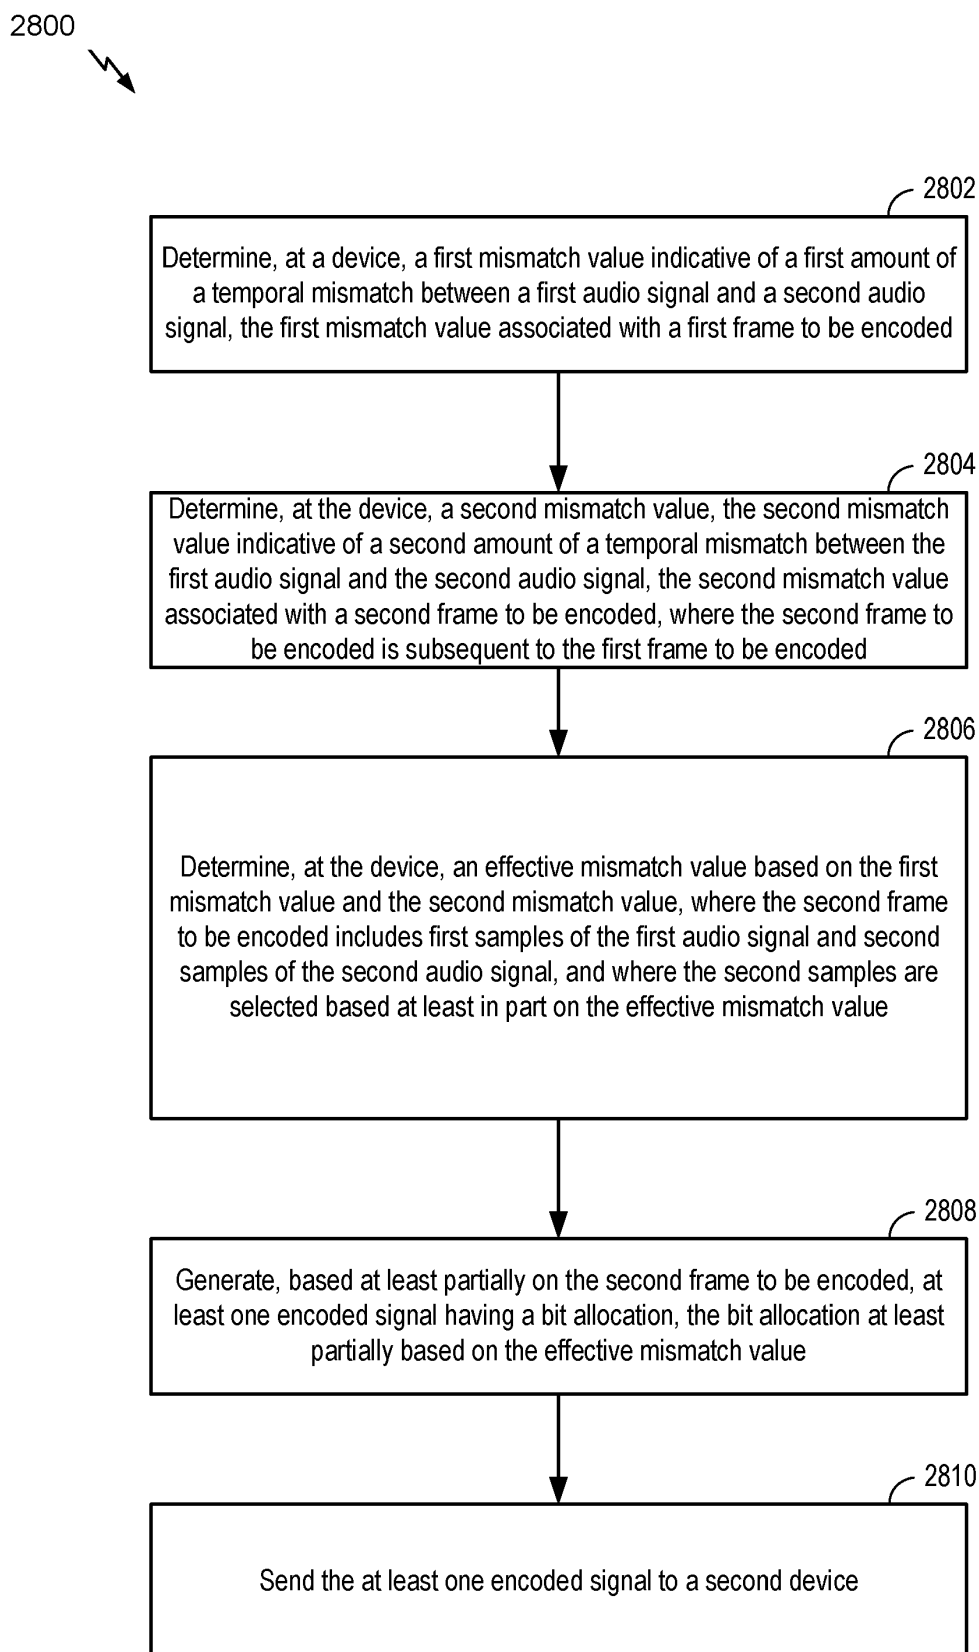 2800
2802
Determine, at a device, a first mismatch value indicative of a first amount of
a temporal mismatch between a first audio signal and a second audio
signal, the first mismatch value associated with a first frame to be encoded
2804
Determine, at the device, a second mismatch value, the second mismatch
value indicative of a second amount of a temporal mismatch between the
first audio signal and the second audio signal, the second mismatch value
associated with a second frame to be encoded, where the second frame to
be encoded is subsequent to the first frame to be encoded
2806
Determine, at the device, an effective mismatch value based on the first
mismatch value and the second mismatch value, where the second frame
to be encoded includes first samples of the first audio signal and second
samples of the second audio signal, and where the second samples are
selected based at least in part on the effective mismatch value
2808
Generate, based at least partially on the second frame to be encoded, at
least one encoded signal having a bit allocation, the bit allocation at least
partially based on the effective mismatch value
2810
Send the at least one encoded signal to a second device